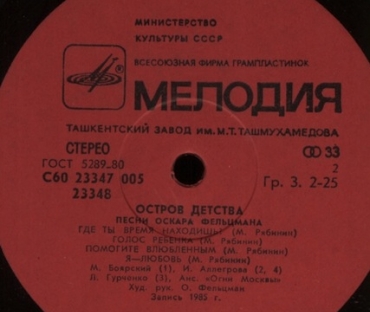 МИНИСТЕРСТВО
КУЛЬТУРЫ СССР
ВСЕСОЮЗНАЯ ФИРМА ГРАМПЛАСТИНОК
МЕЛОДИЯ
ТАШКЕНТСКИЙ ЗАВОД ИМ. М.Т. ТАШМУХАМЕДОВА
СТЕРЕО 33
ГОСТ 5289-80 2
С60 23347 005 Гр. 3. 2-25
23348
ОСТРОВ ДЕТСТВА
ПЕСНИ ОСКАРА ФЕЛЬЦМАНА
ГДЕ ТЫ ВРЕМЯ НАХОДИШЬ? (М. Рябинин)
ГОЛОС РЕБЕНКА (М. Рябинин)
ПОМОГИТЕ ВЛЮБЛЕННЫМ (М. Рябинин)
Я—ЛЮБОВЬ (М. Рябинин)
М. Боярский (1), И. Аллегрова (2, 4)
Л. Гурченко (3), Анс. «Огни Москвы»
Худ. рук. О. Фельцман
Запись 1985 г.